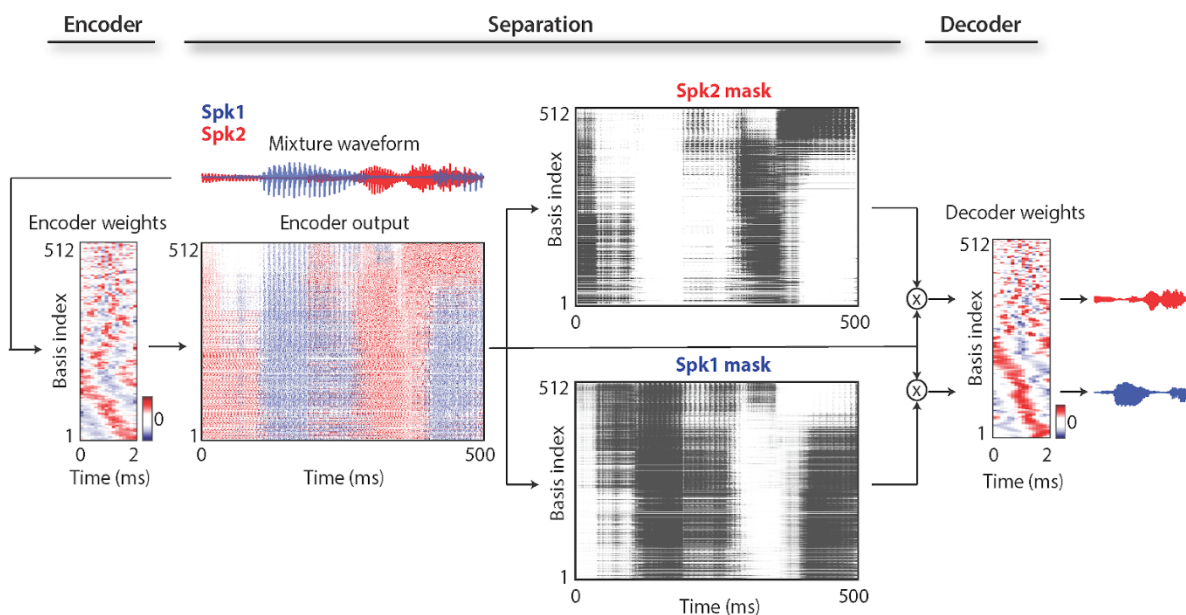 Encoder
Separation
Decoder
Spk1
Spk2
Mixture waveform
Encoder weights
512
Basis index
1
0
0 2
Time (ms)
Encoder output
0 500
Time (ms)
Spk2 mask
512
Basis index
1
0 500
Spk1 mask
512
Basis index
1
0 500
Time (ms)
X
X
Decoder weights
512
Basis index
1
0
0 2
Time (ms)